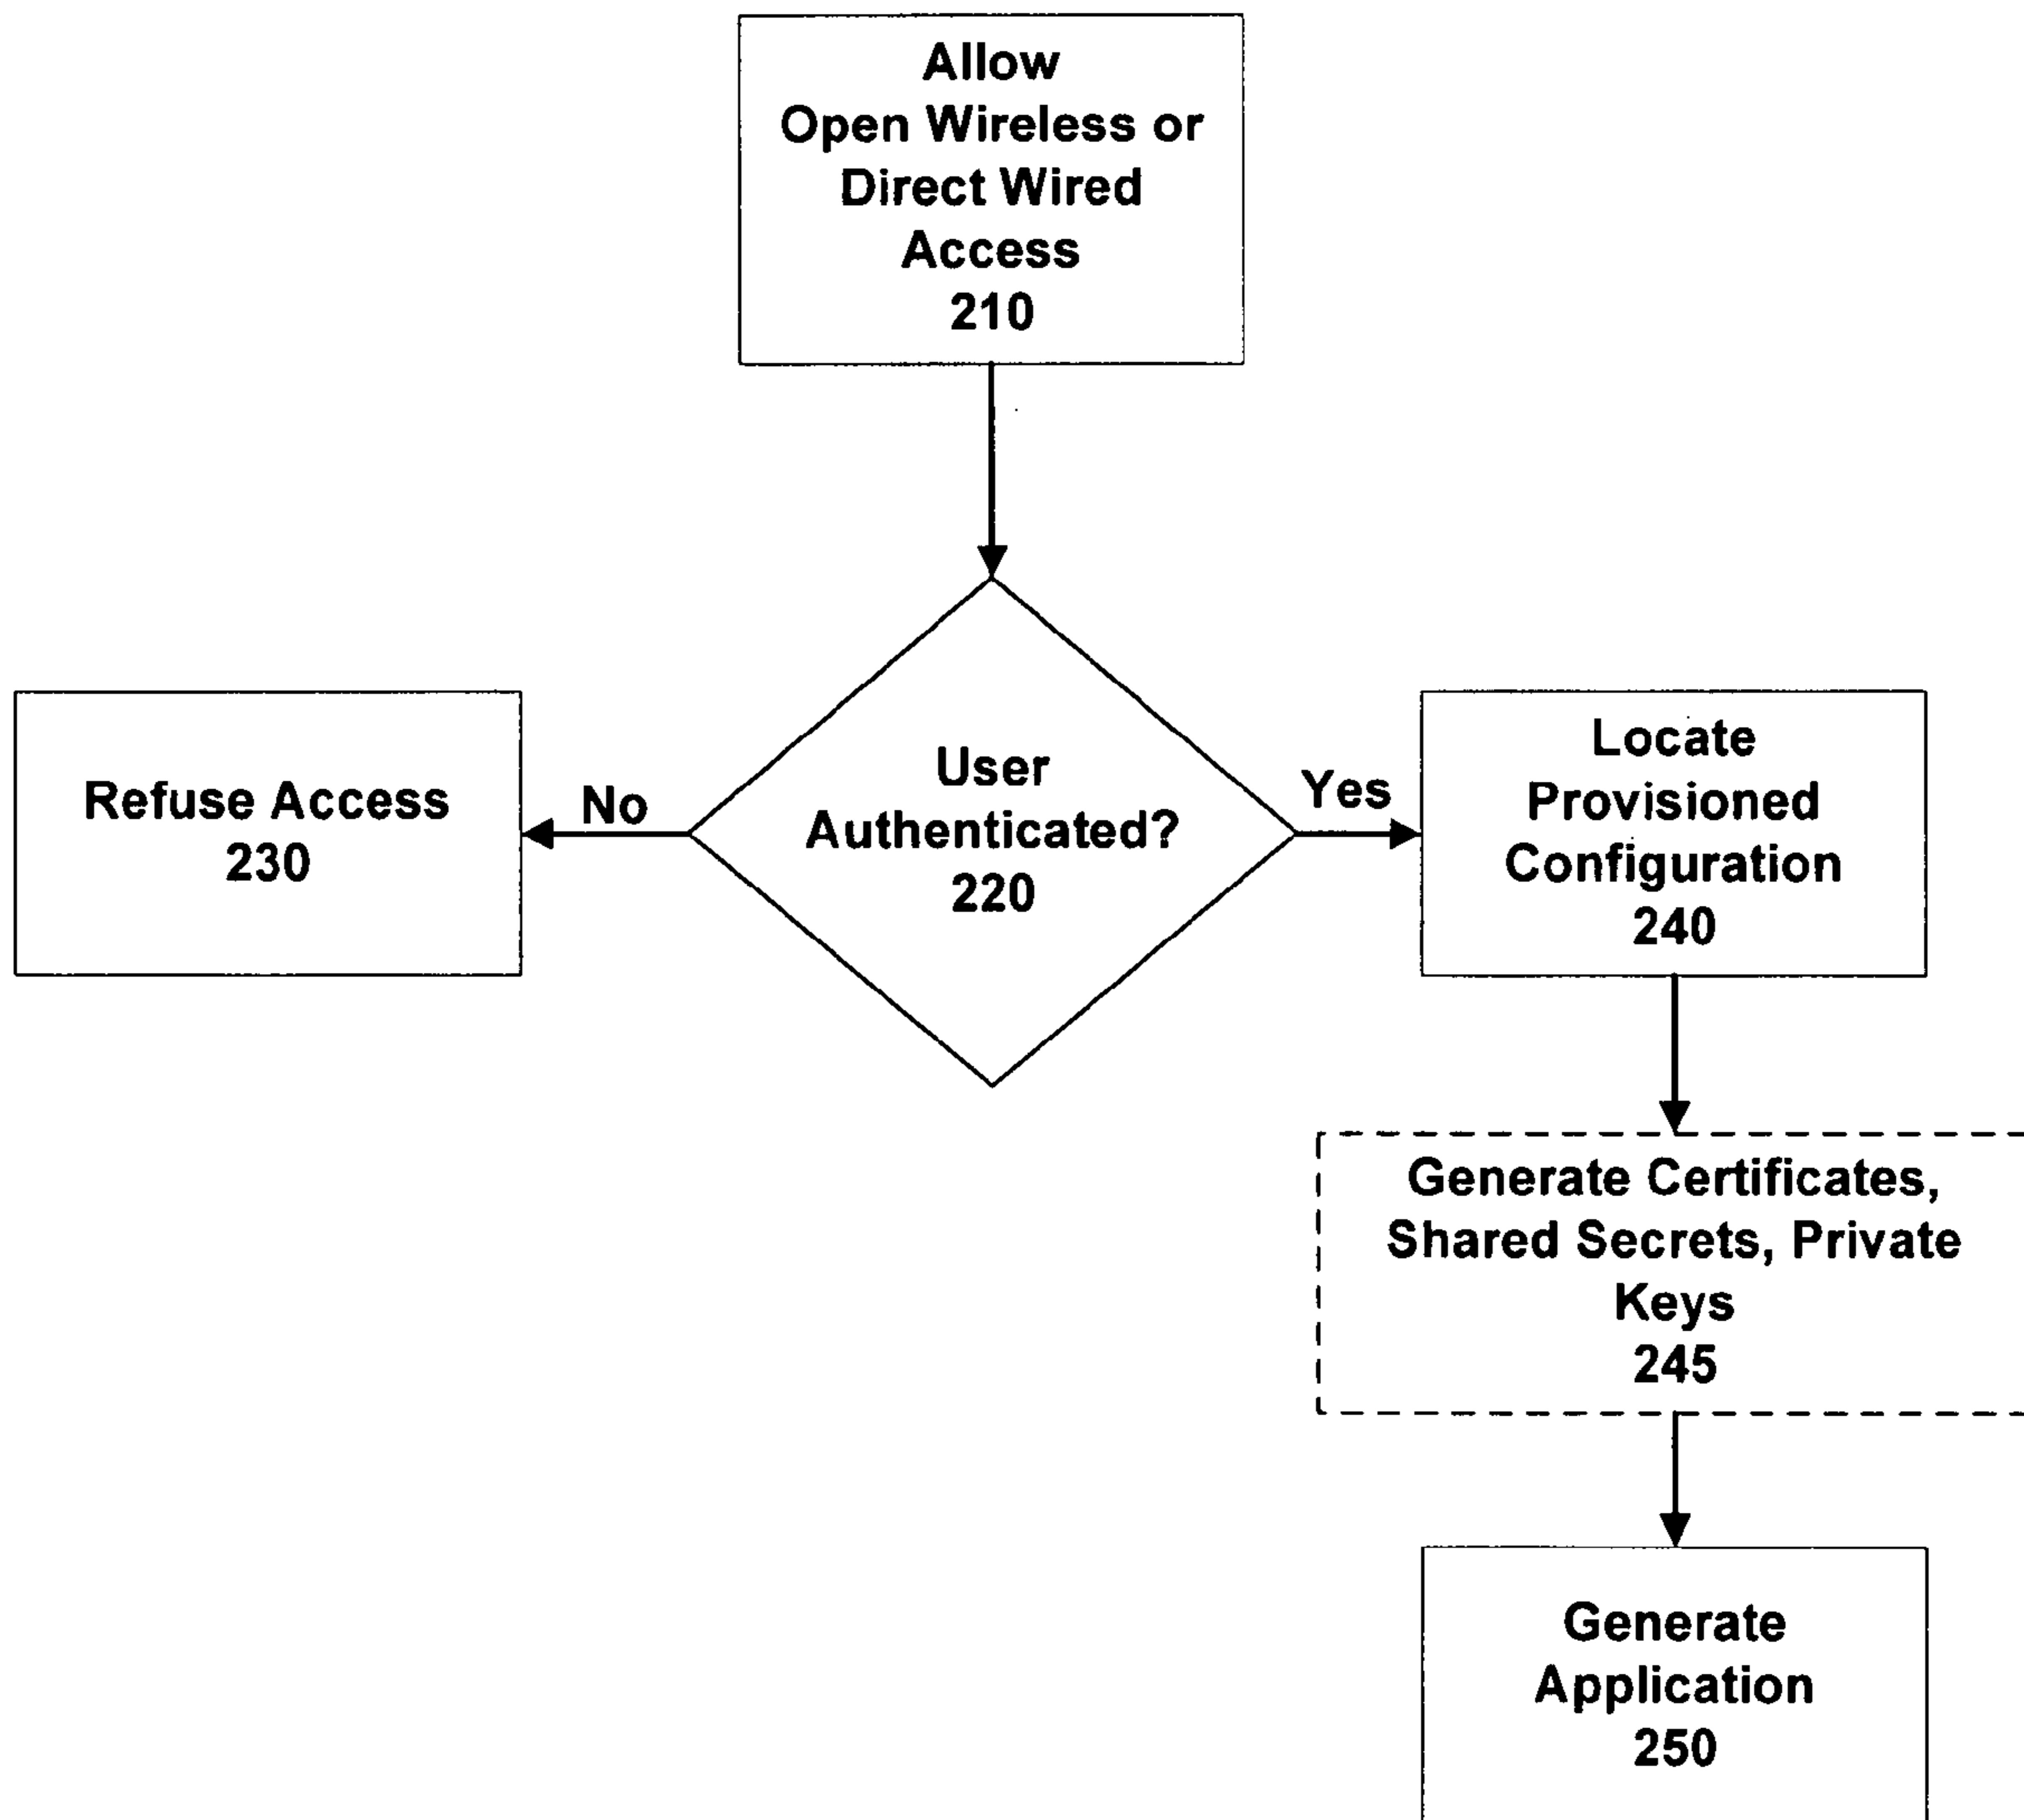 Allow
Open Wireless or
Direct Wired
Access
210
User
Authenticated?
220
No
Yes
Refuse Access
230
Locate
Provisioned
Configuration
240
Generate Certificates,
Shared Secrets, Private
Keys
245
Generate
Application
250